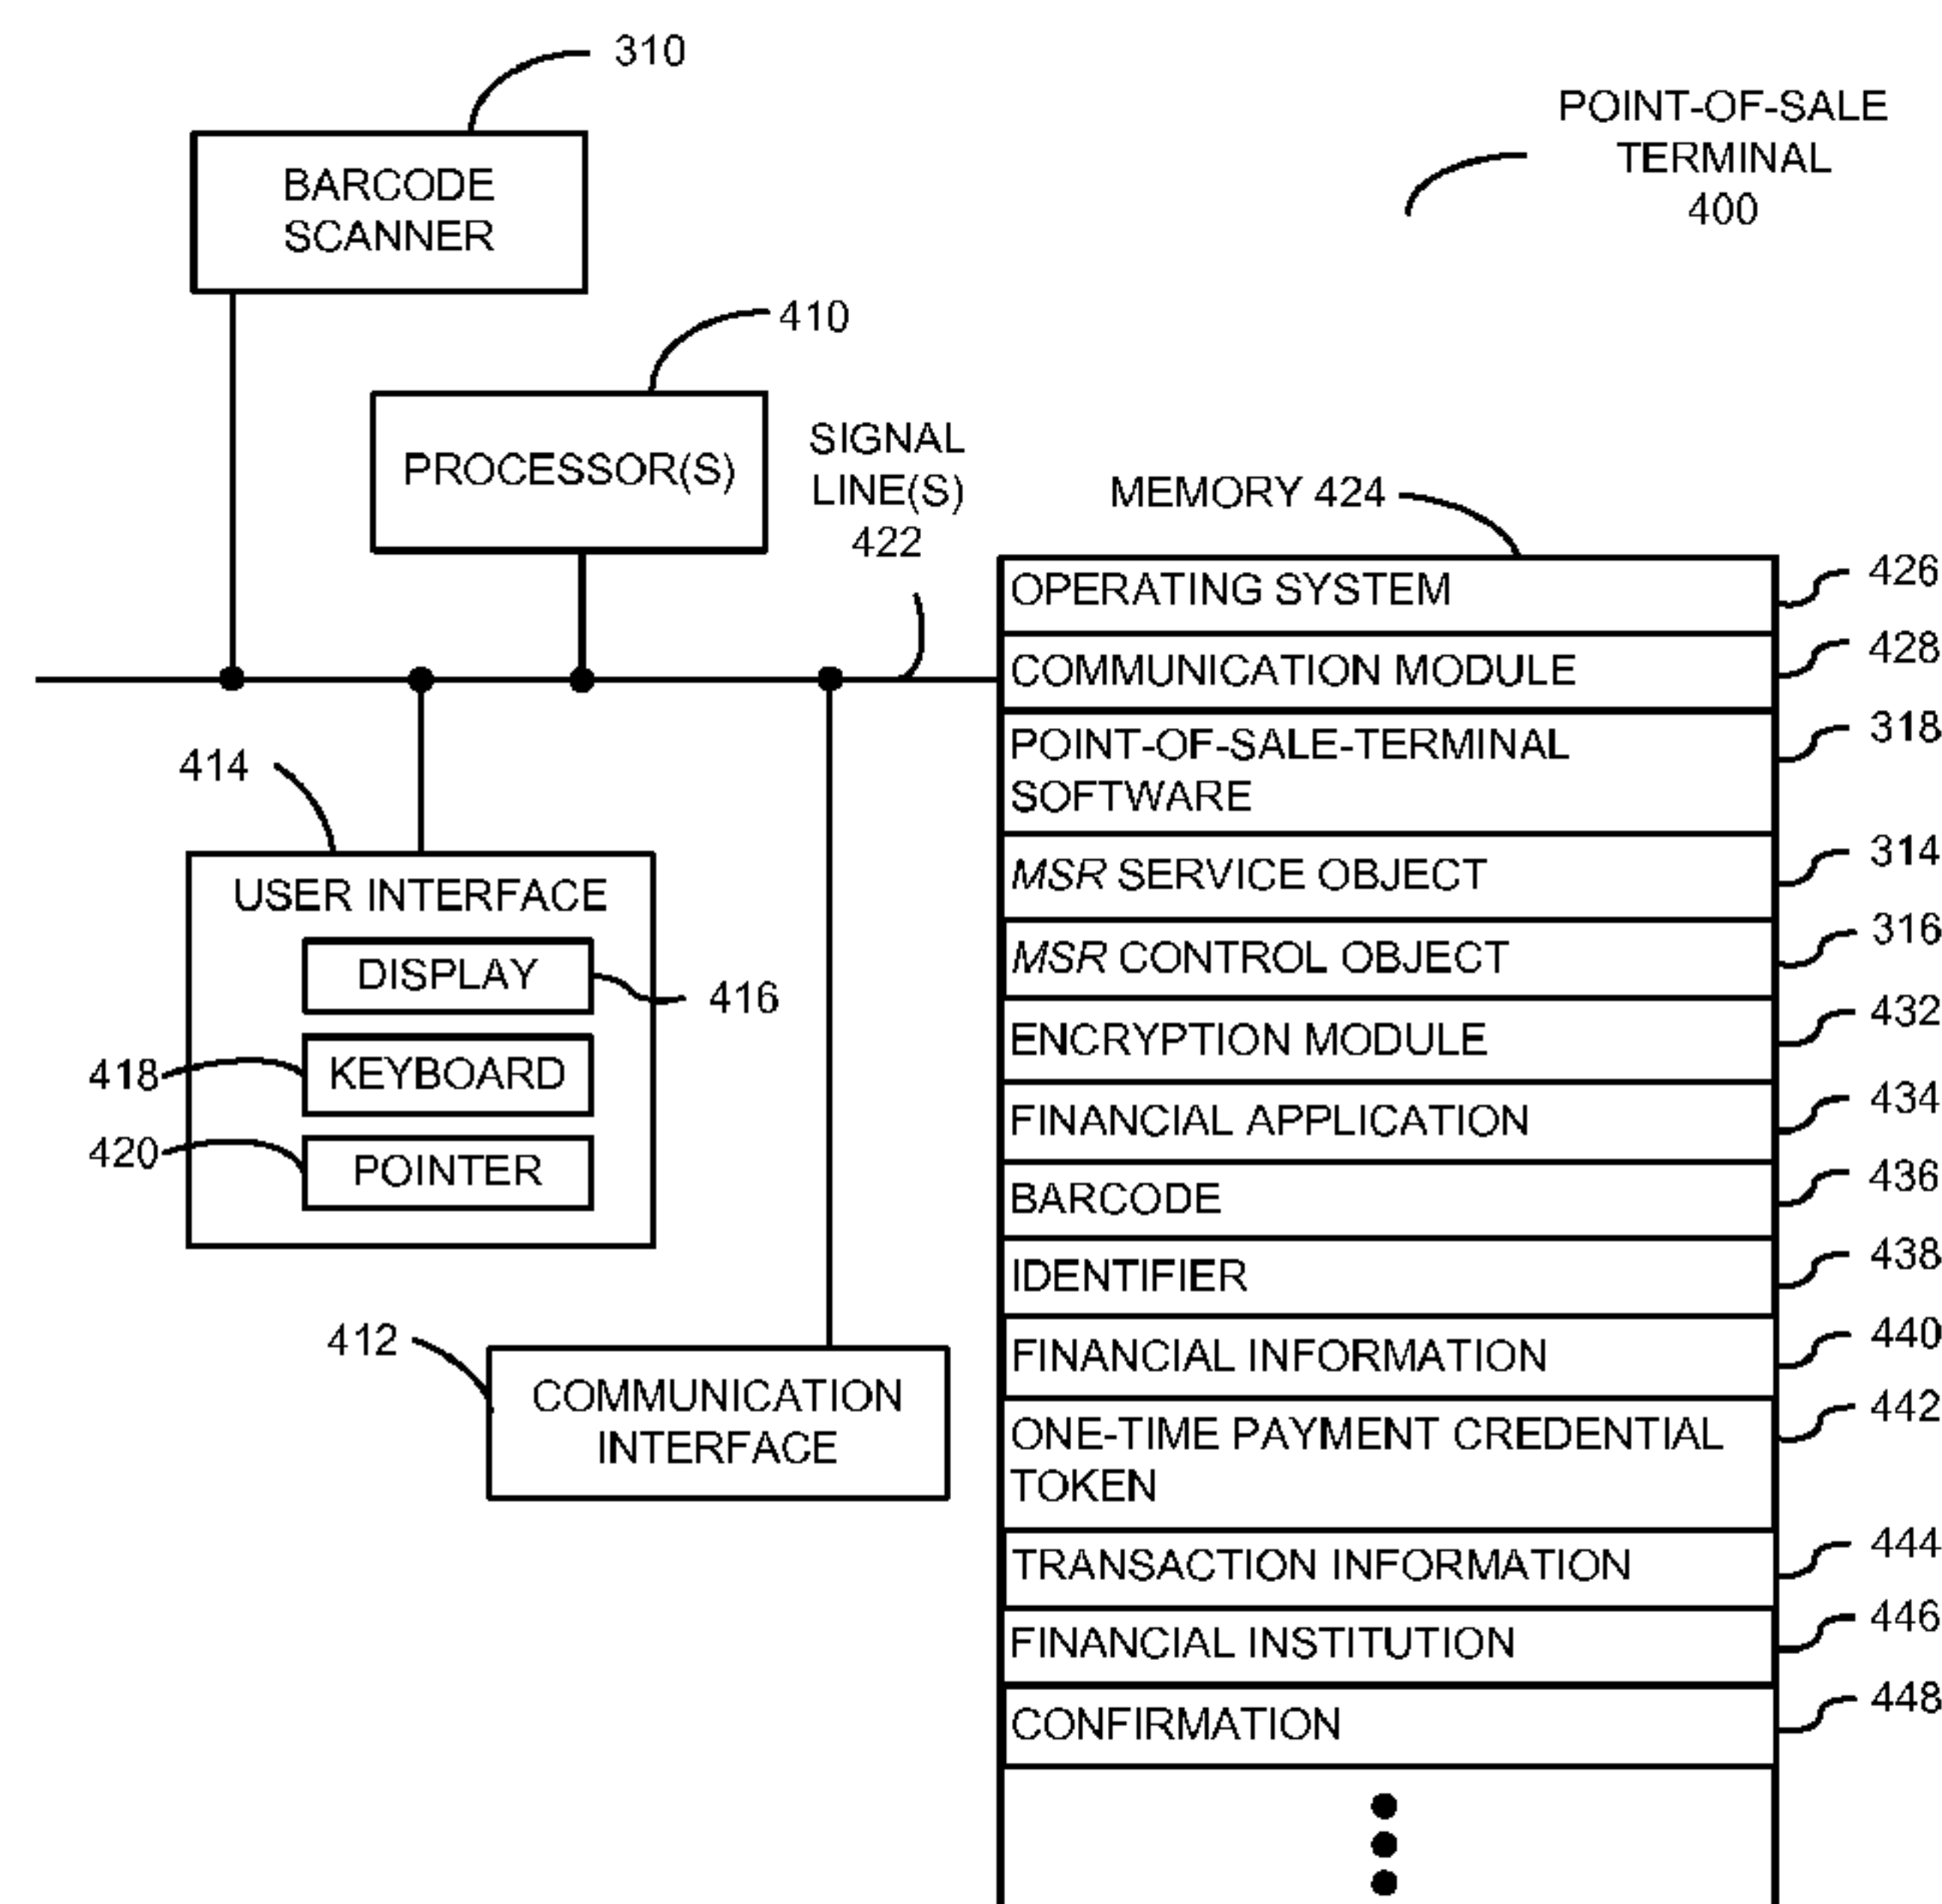 310
POINT-OF-SALE
TERMINAL
400
BARCODE
SCANNER
410
PROCESSOR(S)
SIGNAL
LINE(S)
422
MEMORY 424
OPERATING SYSTEM
426
COMMUNICATION MODULE
428
POINT-OF-SALE-TERMINAL
SOFTWARE
318
MSR SERVICE OBJECT
314
MSR CONTROL OBJECT
316
ENCRYPTION MODULE
432
FINANCIAL APPLICATION
434
BARCODE
436
IDENTIFIER
438
FINANCIAL INFORMATION
440
ONE-TIME PAYMENT CREDENTIAL
TOKEN
442
TRANSACTION INFORMATION
444
FINANCIAL INSTITUTION
446
CONFIRMATION
448
414
USER INTERFACE
DISPLAY
416
418
KEYBOARD
420
POINTER
412
COMMUNICATION
INTERFACE